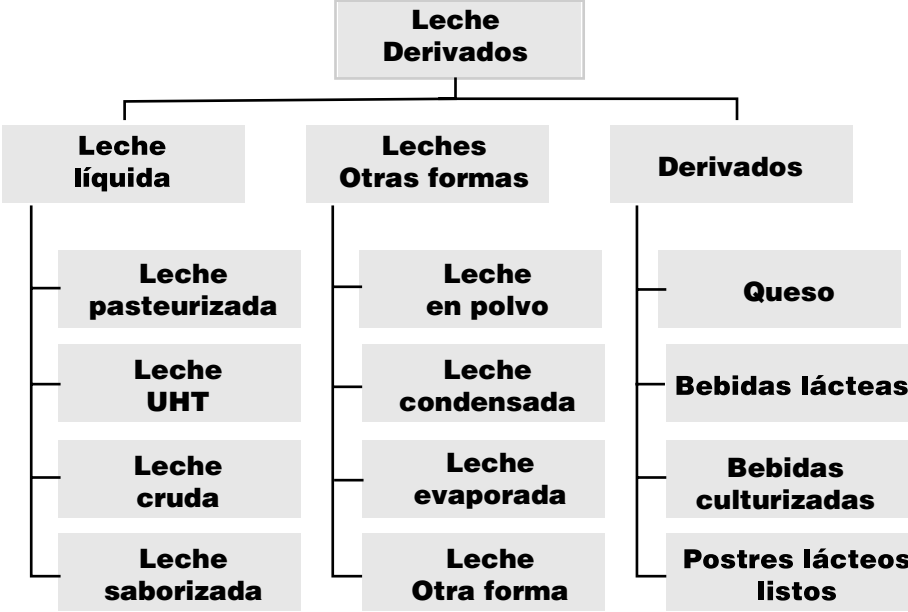 Leche
Derivados
Leche
líquida
Leches
Otras formas
Derivados
Leche
pasteurizada
Leche
UHT
Leche
cruda
Leche
saborizada
Leche
en polvo
Leche
condensada
Leche
evaporada
Leche
Otra forma
Queso
Bebidas lácteas
Bebidas
culturizadas
Postres lácteos
listos